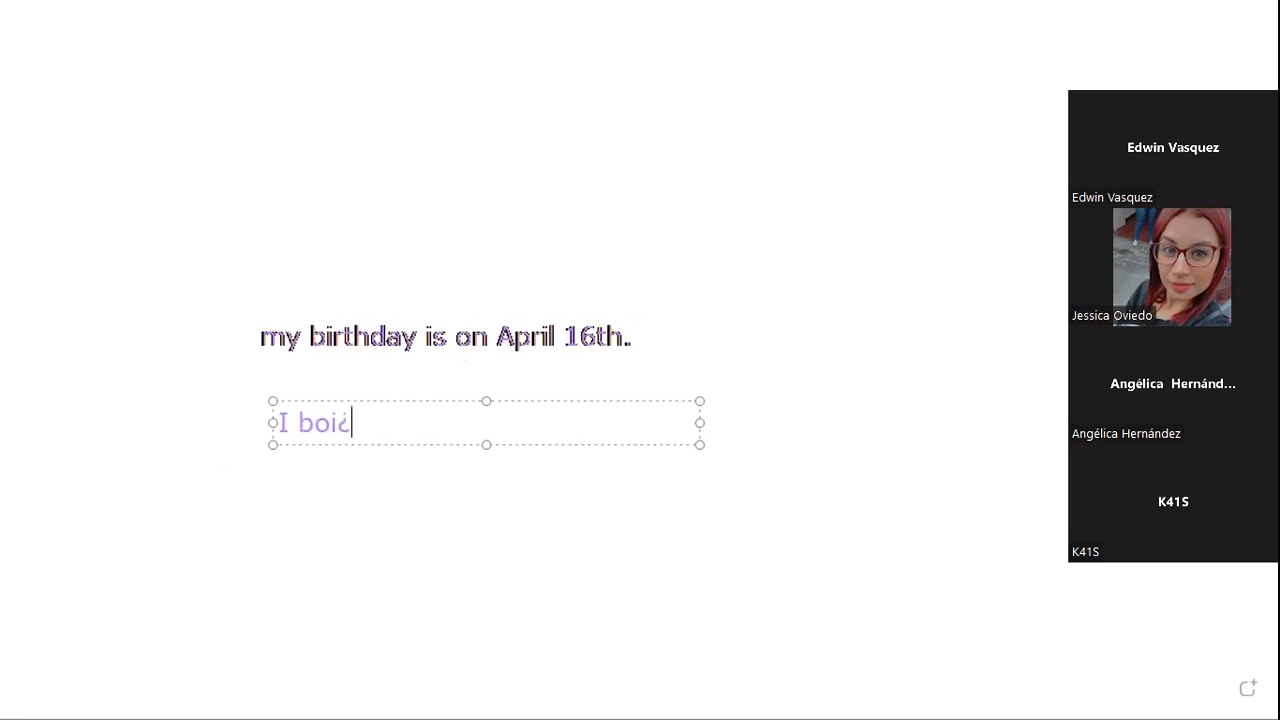 my birthday is on April 16th.
I boi¿
Edwin Vasquez
Edwin Vasquez
Jessica Oviedo
Angélica Hernánd...
Angélica Hernández
K41S
K41S